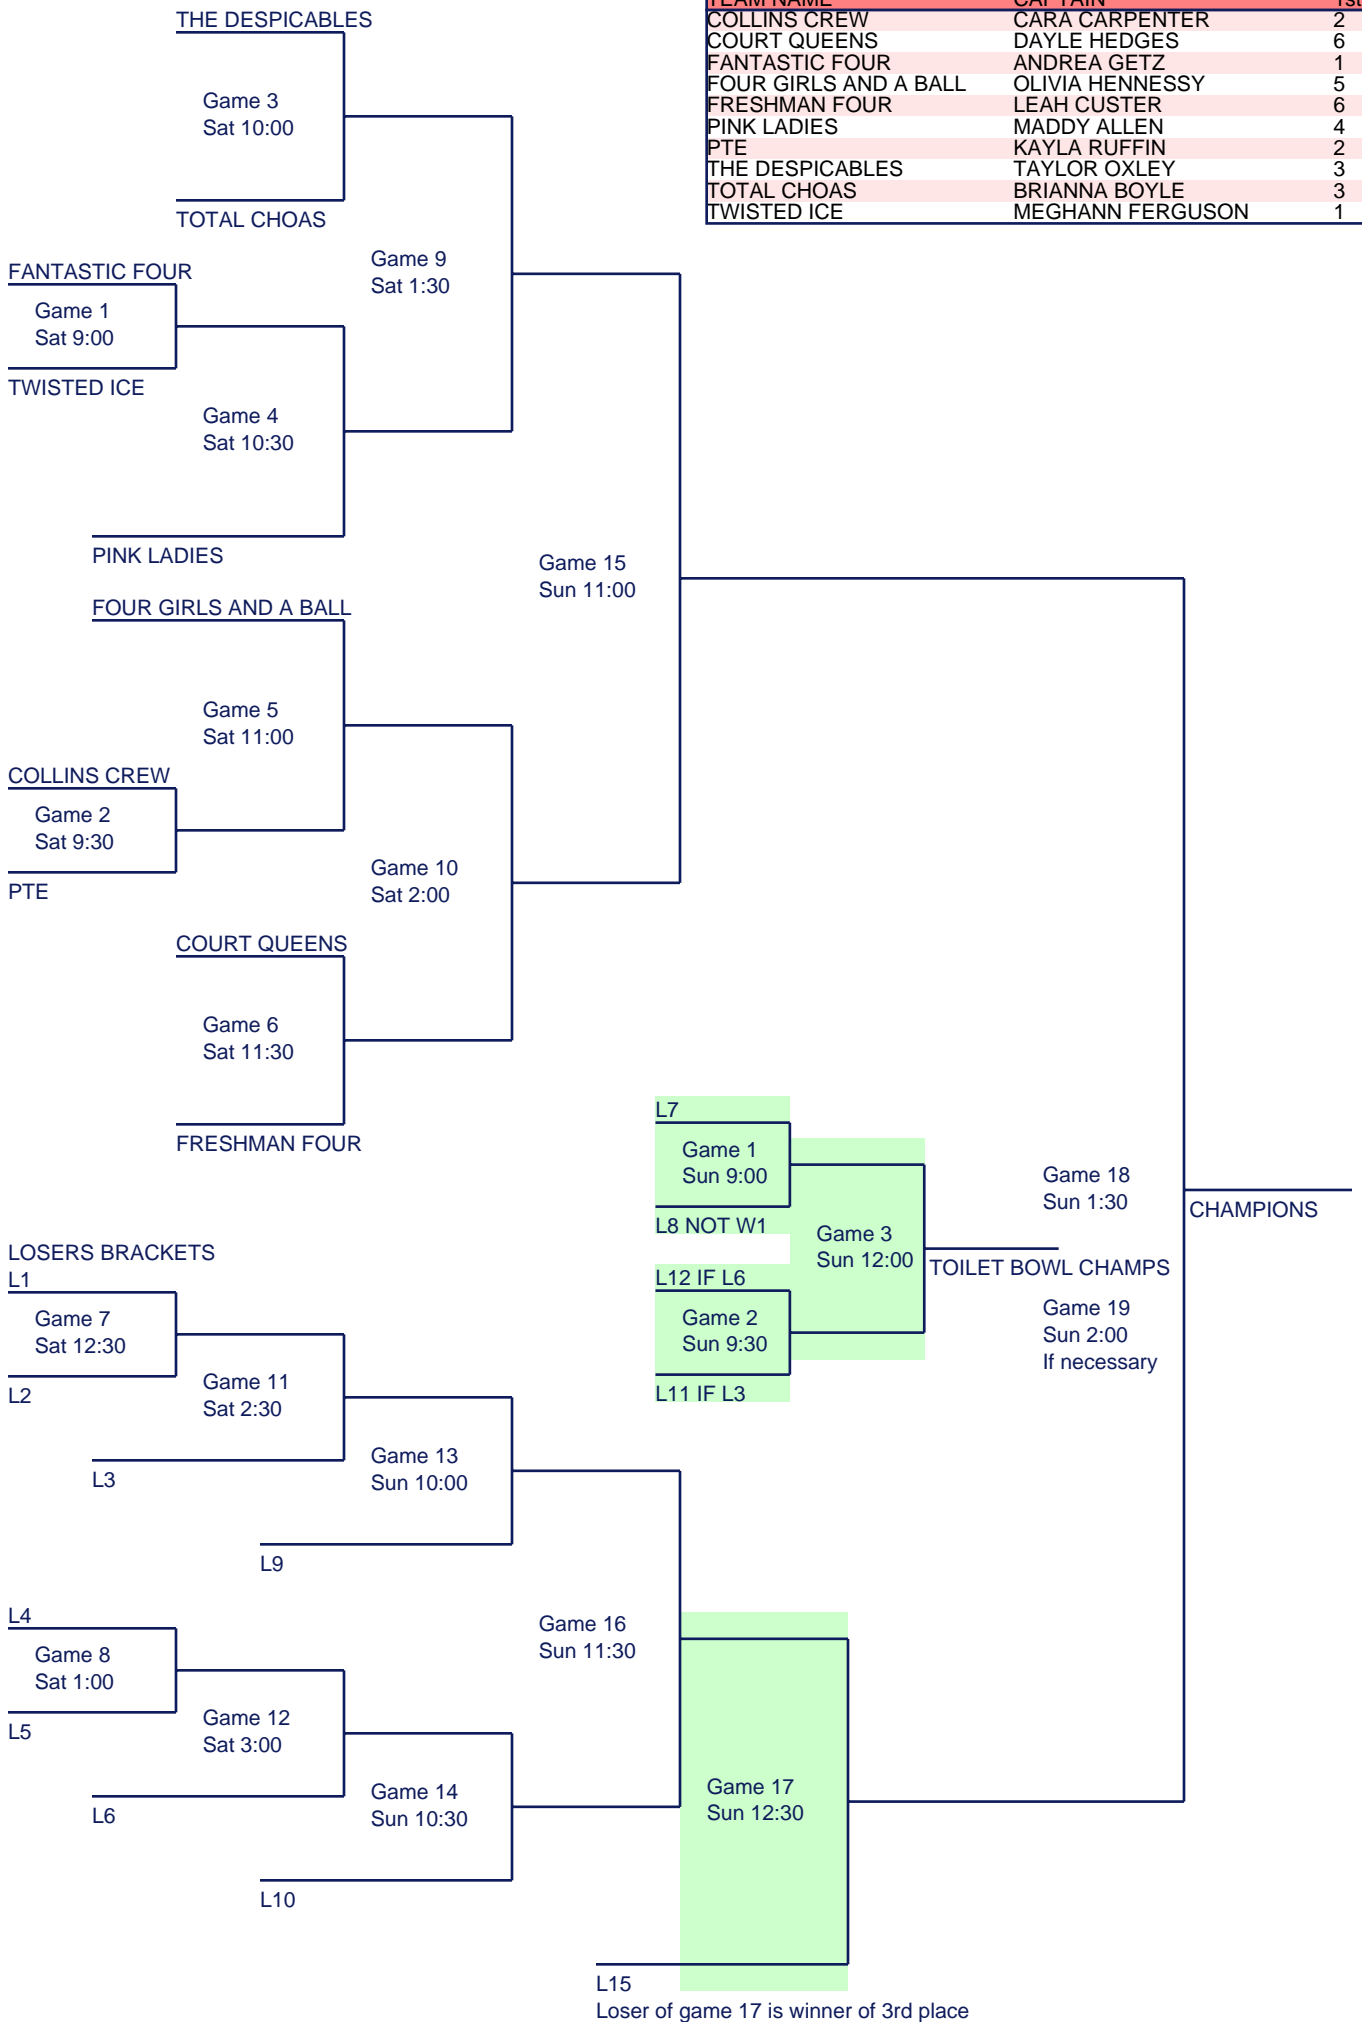 TEAM NAME CAPTAIN 1st
COLLINS CREW CARA CARPENTER 2
COURT QUEENS DAYLE HEDGES 6
FANTASTIC FOUR ANDREA GETZ 1
FOUR GIRLS AND A BALL OLIVIA HENNESSY 5
FRESHMAN FOUR LEAH CUSTER 6
PINK LADIES MADDY ALLEN 4
PTE KAYLA RUFFIN 2
THE DESPICABLES TAYLOR OXLEY 3
TOTAL CHOAS BRIANNA BOYLE 3
TWISTED ICE MEGHANN FERGUSON 1
THE DESPICABLES
Game 3
Sat 10:00
TOTAL CHOAS
Game 9
Sat 1:30
FANTASTIC FOUR
Game 1
Sat 9:00
TWISTED ICE
Game 4
Sat 10:30
PINK LADIES
Game 15
Sun 11:00
FOUR GIRLS AND A BALL
Game 5
Sat 11:00
COLLINS CREW
Game 2
Sat 9:30
PTE
Game 10
Sat 2:00
COURT QUEENS
Game 6
Sat 11:30
FRESHMAN FOUR
L7
Game 1
Sun 9:00
L8 NOT W1
Game 3
Sun 12:00
L12 IF L6
Game 2
Sun 9:30
L11 IF L3
TOILET BOWL CHAMPS
Game 18
Sun 1:30
CHAMPIONS
Game 19
Sun 2:00
If necessary
LOSERS BRACKETS
L1
Game 7
Sat 12:30
L2
Game 11
Sat 2:30
L3
Game 13
Sun 10:00
L9
L4
Game 8
Sat 1:00
L5
Game 12
Sat 3:00
L6
Game 14
Sun 10:30
L10
Game 16
Sun 11:30
Game 17
Sun 12:30
L15
Loser of game 17 is winner of 3rd place